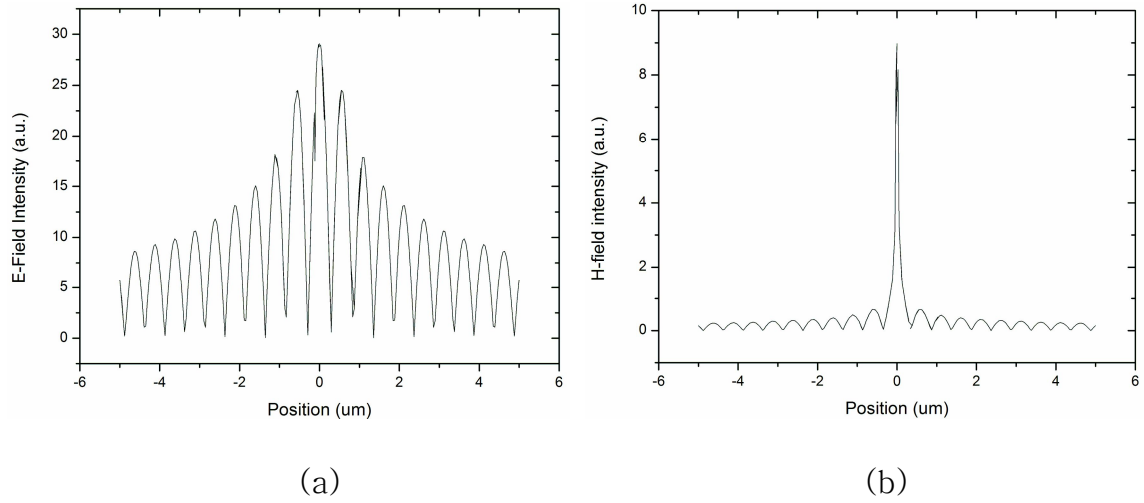 30
25
20
15
10
5
0
E-Field Intensity (a.u.)
-6 -4 -2 0 2 4 6
Position (um)
(a)
10
8
6
4
2
0
H-field intensity (a.u.)
-6 -4 -2 0 2 4 6
Position (um)
(b)